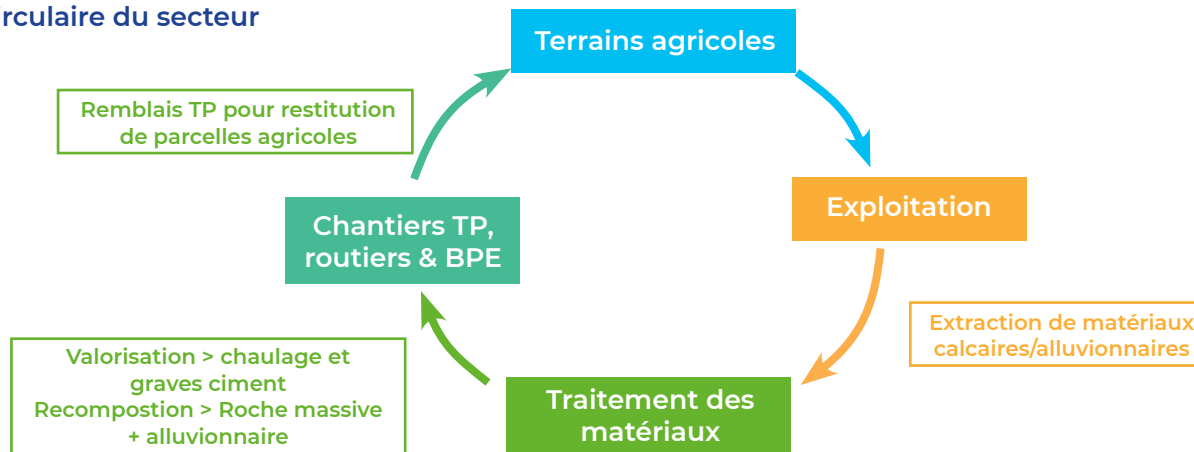 irculaire du secteur
Terrains agricoles
Remblais TP pour restitution
de parcelles agricoles
Exploitation
Chantiers TP,
routiers & BPE
Extraction de matériaux
calcaires/alluvionnaires
Valorisation > chaulage et
graves ciment
Recompostion > Roche massive
+ alluvionnaire
Traitement des
matériaux